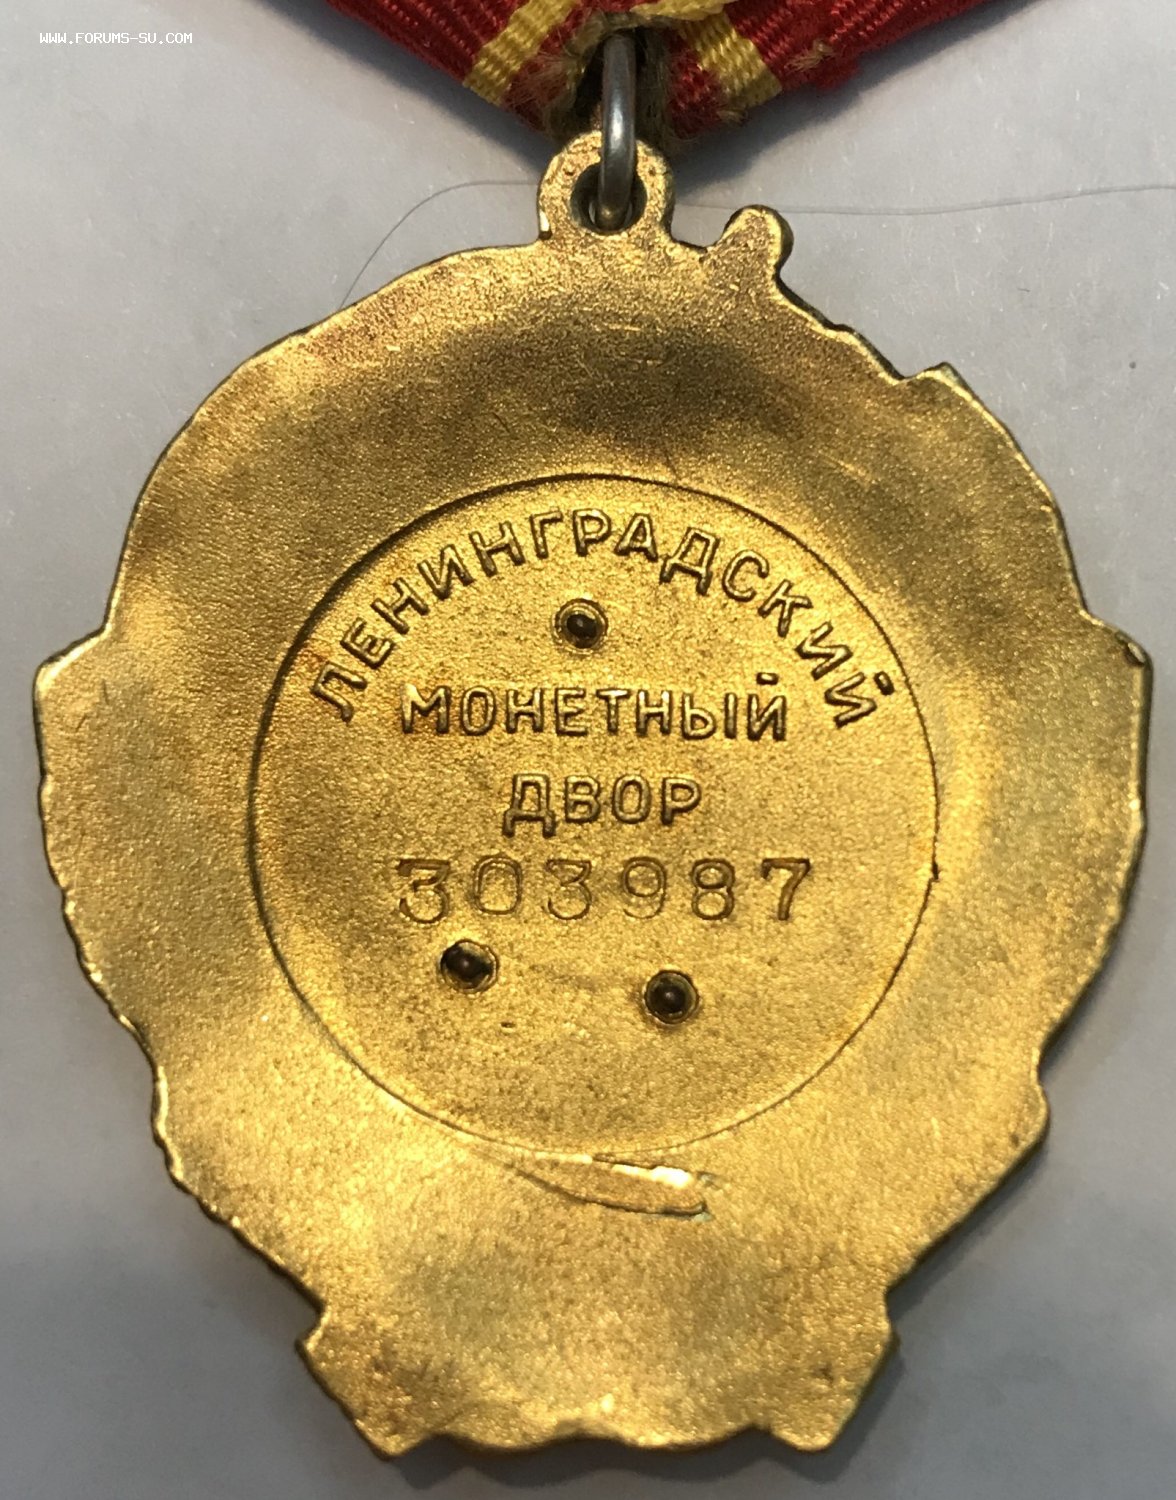 WWW.FORUMS-SU.COM
ЛЕНИНГРАДСКИЙ
МОНЕТНЫЙ
ДВОР
303987